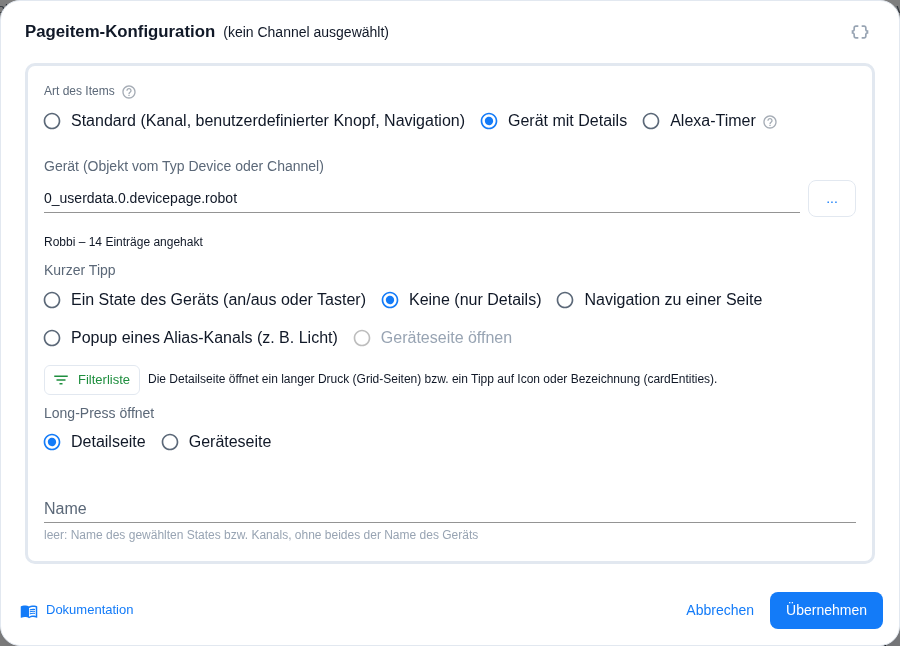 Pageitem-Konfiguration (kein Channel ausgewählt)
Art des Items
Standard (Kanal, benutzerdefinierter Knopf, Navigation) Gerät mit Details Alexa-Timer
Gerät (Objekt vom Typ Device oder Channel)
0_userdata.0.devicepage.robot ...
Robbi – 14 Einträge angehakt
Kurzer Tipp
Ein State des Geräts (an/aus oder Taster) Keine (nur Details) Navigation zu einer Seite
Popup eines Alias-Kanals (z. B. Licht) Geräteseite öffnen
Filterliste Die Detailseite öffnet ein langer Druck (Grid-Seiten) bzw. ein Tipp auf Icon oder Bezeichnung (cardEntities).
Long-Press öffnet
Detailseite Geräteseite
Name
leer: Name des gewählten States bzw. Kanals, ohne beides der Name des Geräts
Dokumentation Abbrechen Übernehmen